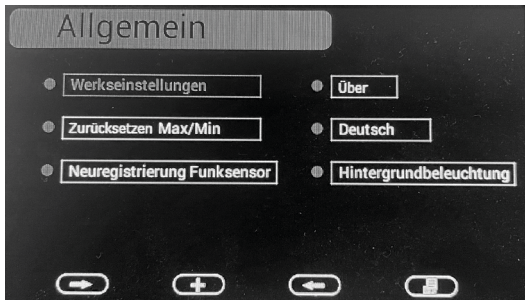 Allgemein
Werkseinstellungen
Über
Zurücksetzen Max/Min
Deutsch
Neuregistrierung Funksensor
Hintergrundbeleuchtung